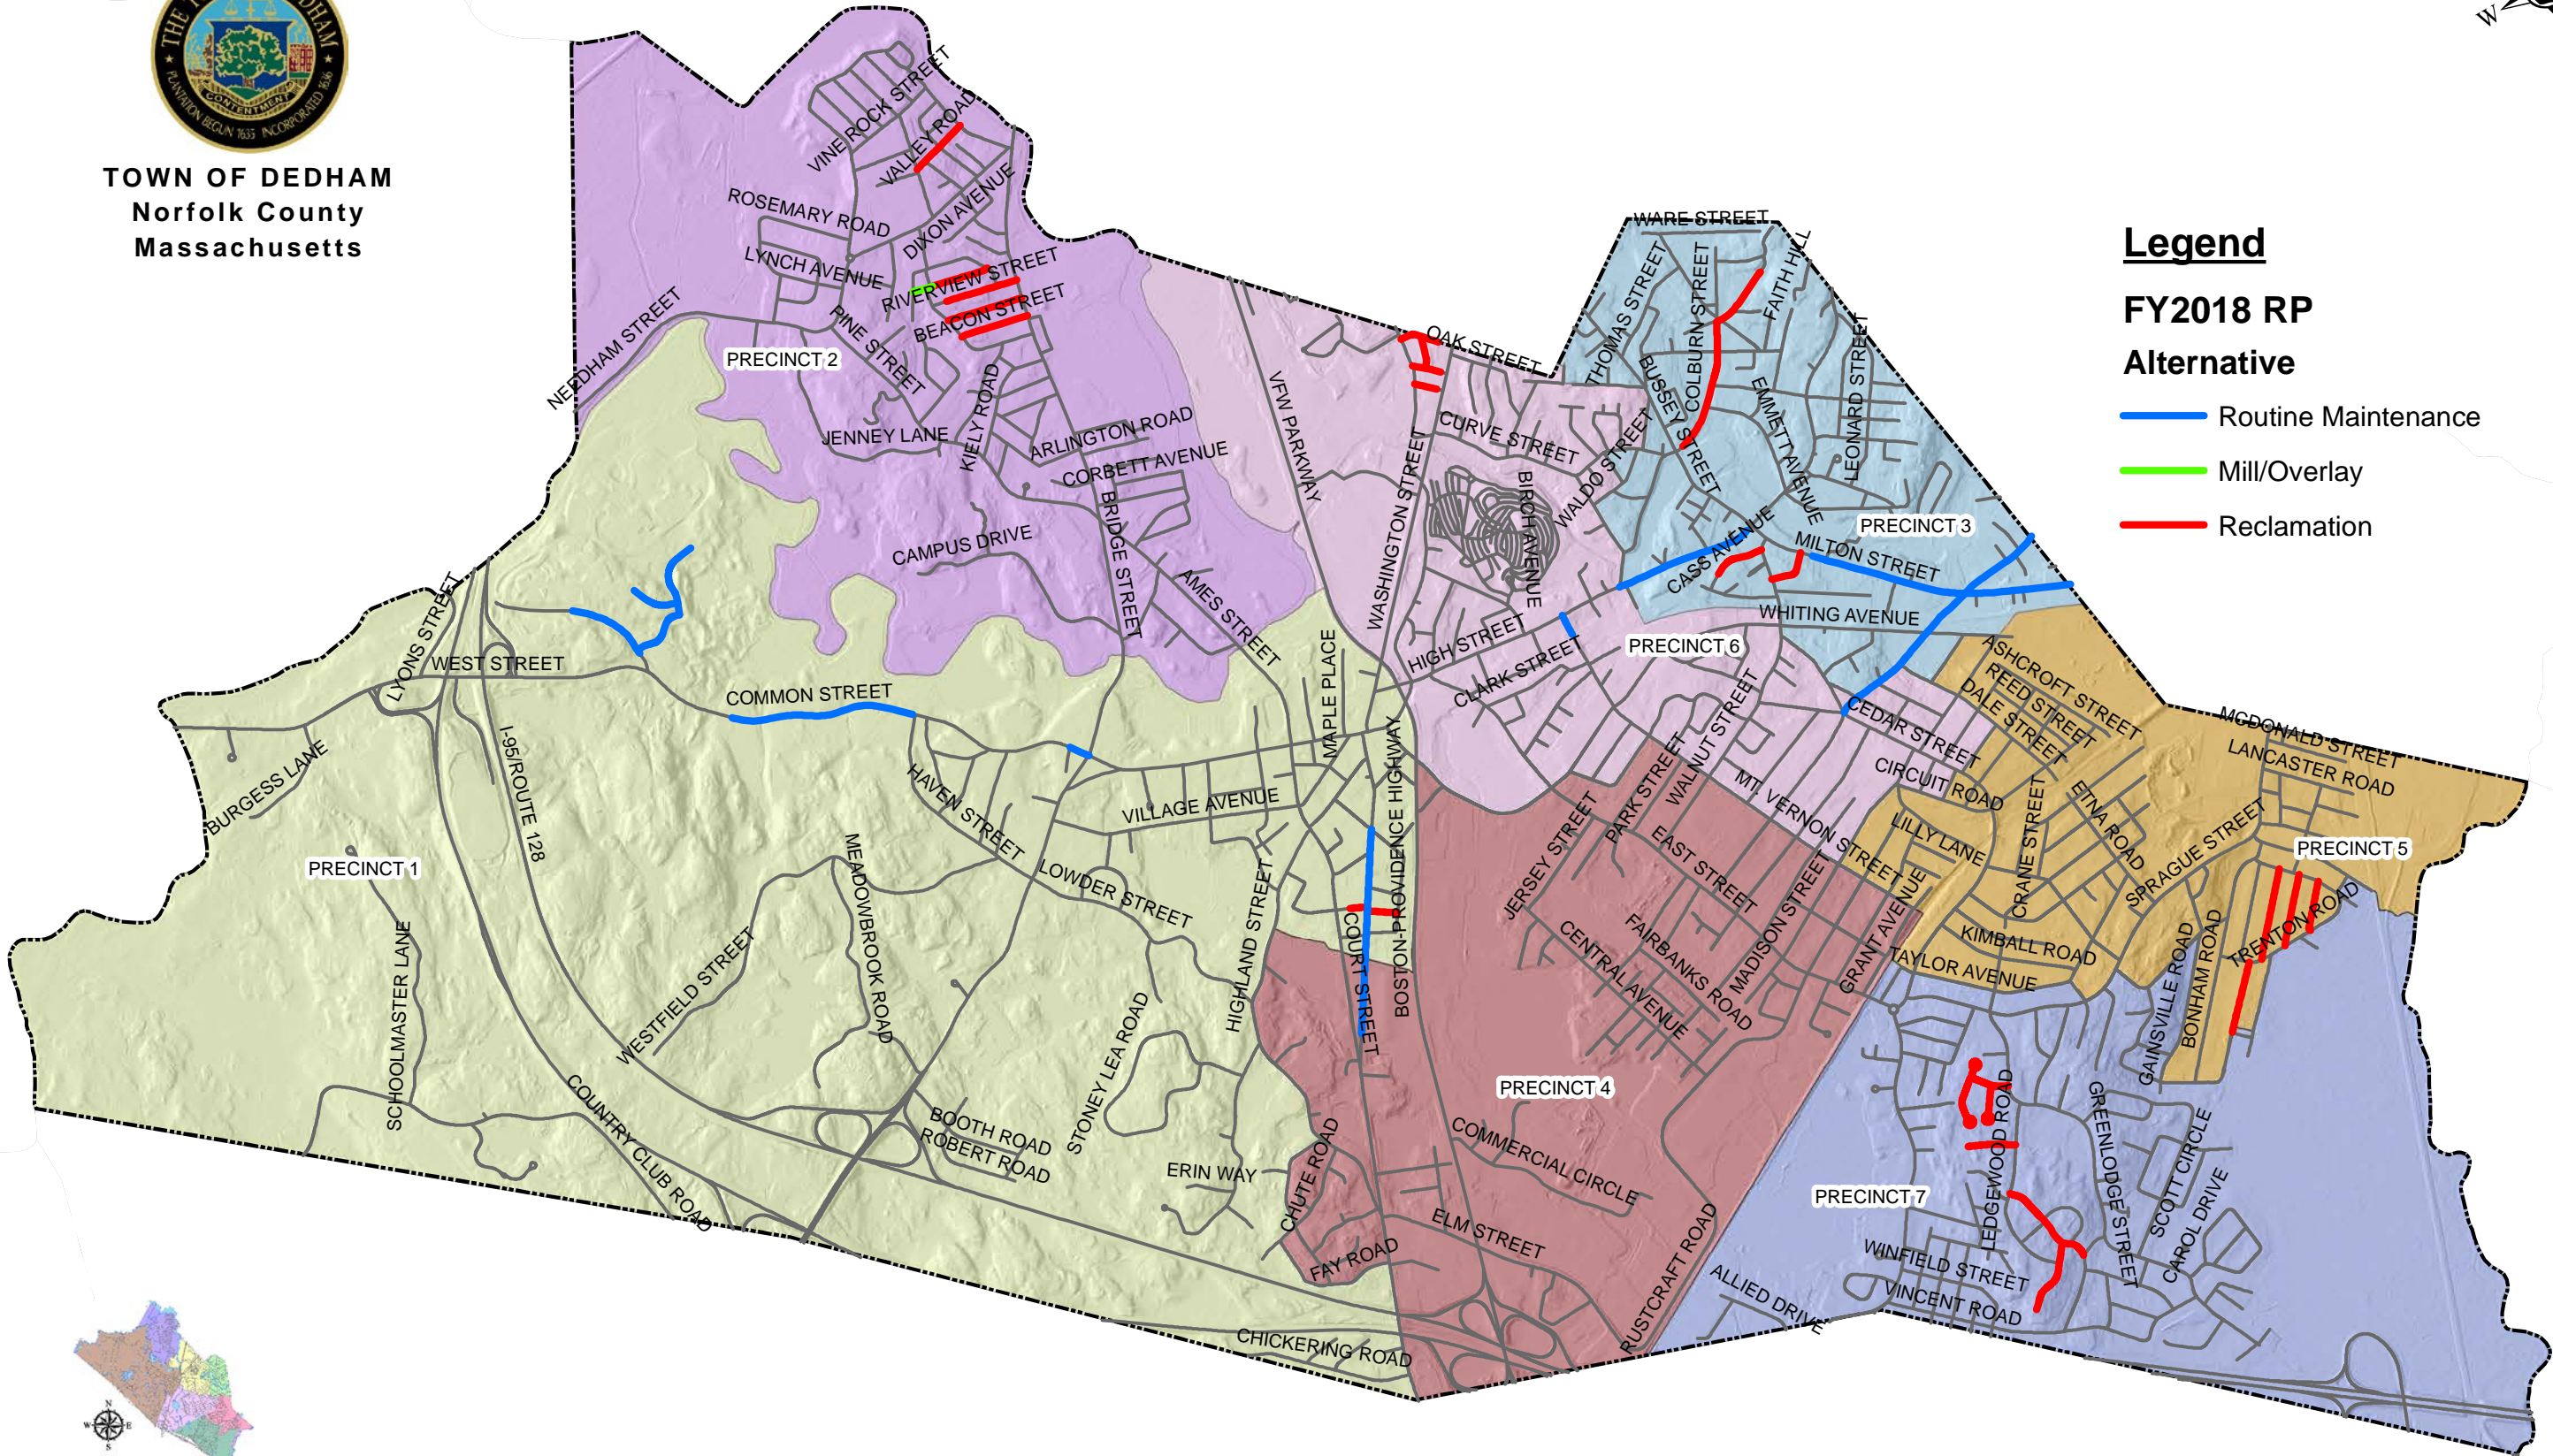 THE T
DHAM
PLANTATION BEGUN 1635 INCORPORATED 1636
CONTENTMENT
TOWN OF DEDHAM
Norfolk County
Massachusetts
W
Legend
FY2018 RP
Alternative
Routine Maintenance
Mill/Overlay
Reclamation
VINE ROCK STREET
VALLEY ROAD
ROSEMARY ROAD
DIXON AVENUE
LYNCH AVENUE
RIVERVIEW STREET
BEACON STREET
PINE STREET
NEEDHAM STREET
PRECINCT 2
KIELY ROAD
JENNEY LANE
ARLINGTON ROAD
CORBETT AVENUE
BRIDGE STREET
CAMPUS DRIVE
AMES STREET
WARE STREET
THOMAS STREET
COLBURN STREET
FAITH HILL
OAK STREET
BUSSEY STREET
LEONARD STREET
EMMETT AVENUE
VFW PARKWAY
CURVE STREET
WALDO STREET
WASHINGTON STREET
BIRCH AVENUE
PRECINCT 3
CASS AVENUE
MILTON STREET
WHITING AVENUE
HIGH STREET
CLARK STREET
PRECINCT 6
LYONS STREET
WEST STREET
COMMON STREET
MAPLE PLACE
I-95/ROUTE 128
BURGESS LANE
HAVEN STREET
VILLAGE AVENUE
BOSTON-PROVIDENCE HIGHWAY
WALNUT STREET
PARK STREET
CEDAR STREET
CIRCUIT ROAD
MT. VERNON STREET
ASHCROFT STREET
REED STREET
DALE STREET
MCDONALD STREET
LANCASTER ROAD
CRANE STREET
ETNA ROAD
LILLY LANE
SPRAGUE STREET
PRECINCT 5
PRECINCT 1
MEADOWBROOK ROAD
LOWDER STREET
JERSEY STREET
EAST STREET
HIGHLAND STREET
COURT STREET
FAIRBANKS ROAD
MADISON STREET
GRANT AVENUE
CENTRAL AVENUE
KIMBALL ROAD
TAYLOR AVENUE
TRENTON ROAD
BONHAM ROAD
GAINSVILLE ROAD
SCHOOLMASTER LANE
WESTFIELD STREET
STONEY LEA ROAD
COUNTRY CLUB ROAD
BOOTH ROAD
ROBERT ROAD
ERIN WAY
CHUTE ROAD
PRECINCT 4
COMMERCIAL CIRCLE
LEDGEWOOD ROAD
GREENLODGE STREET
SCOTT CIRCLE
CAROL DRIVE
PRECINCT 7
ELM STREET
FAY ROAD
RUSTCRAFT ROAD
WINFIELD STREET
VINCENT ROAD
ALLIED DRIVE
CHICKERING ROAD
N
W E
S